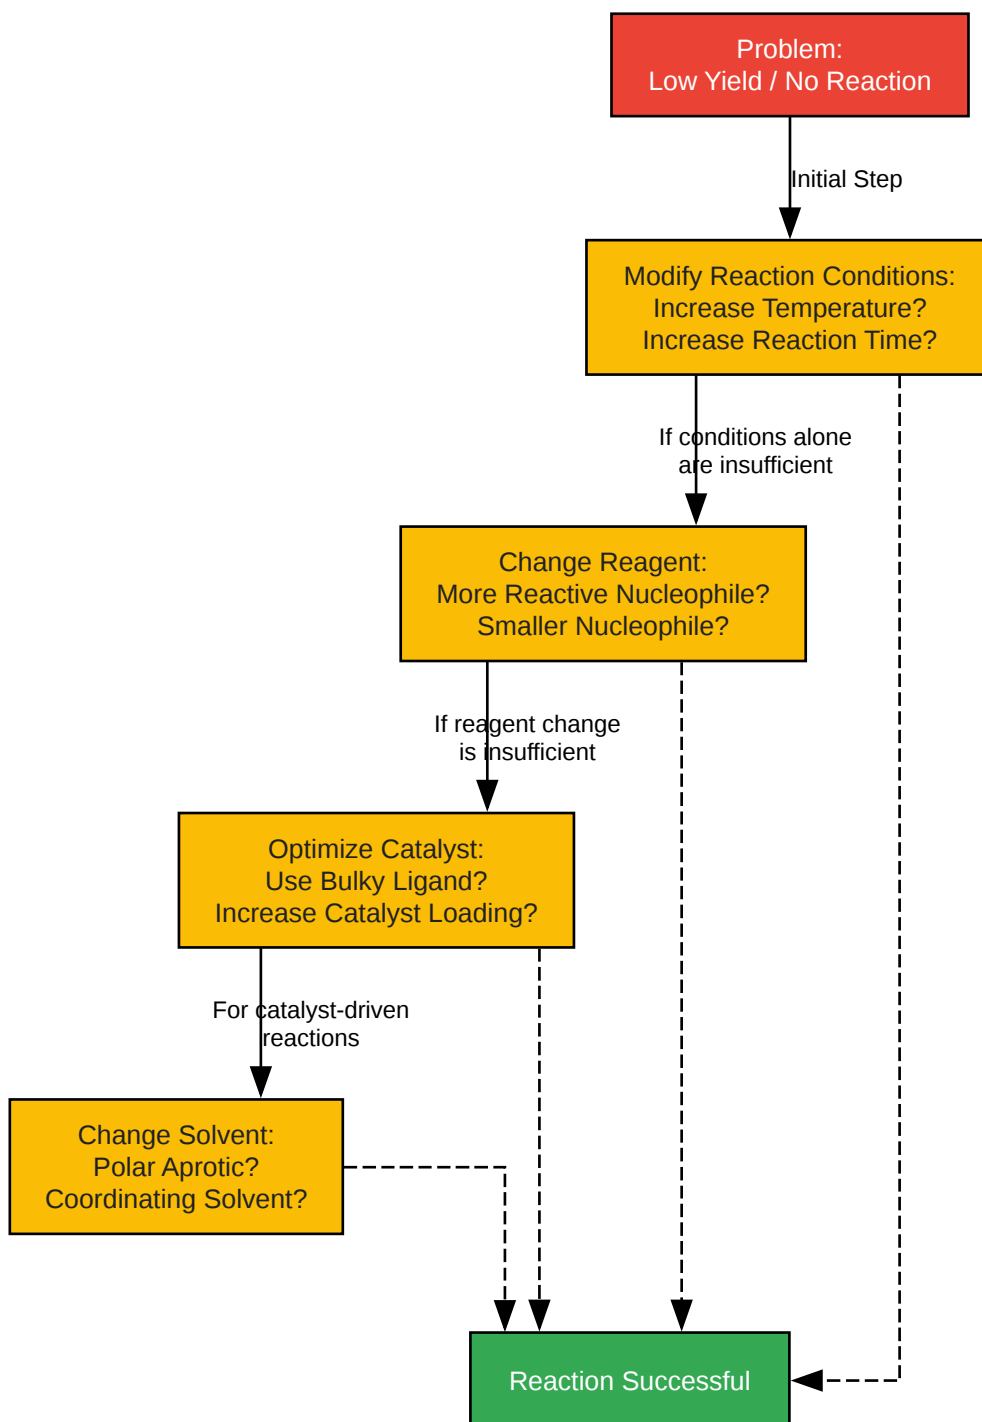 Problem:
Low Yield / No Reaction
Initial Step
Modify Reaction Conditions:
Increase Temperature?
Increase Reaction Time?
If conditions alone
are insufficient
Change Reagent:
More Reactive Nucleophile?
Smaller Nucleophile?
If reagent change
is insufficient
Optimize Catalyst:
Use Bulky Ligand?
Increase Catalyst Loading?
For catalyst-driven
reactions
Change Solvent:
Polar Aprotic?
Coordinating Solvent?
Reaction Successful